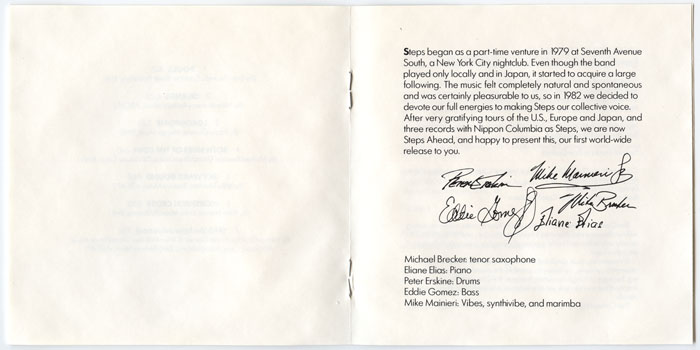 Steps began as a part-time venture in 1979 at Seventh Avenue
South, a New York City nightclub. Even though the band
played only locally and in Japan, it started to acquire a large
following. The music felt completely natural and spontaneous
and was certainly pleasurable to us, so in 1982 we decided to
devote our full energies to making Steps our collective voice.
After very gratifying tours of the U.S., Europe and Japan, and
three records with Nippon Columbia as Steps, we are now
Steps Ahead, and happy to present this, our first world-wide
release to you.
Peter Erskine Mike Mainieri
Eddie Gomez Mike Brecker
Eliane Elias
Michael Brecker: tenor saxophone
Eliane Elias: Piano
Peter Erskine: Drums
Eddie Gomez: Bass
Mike Mainieri: Vibes, synthivibe, and marimba